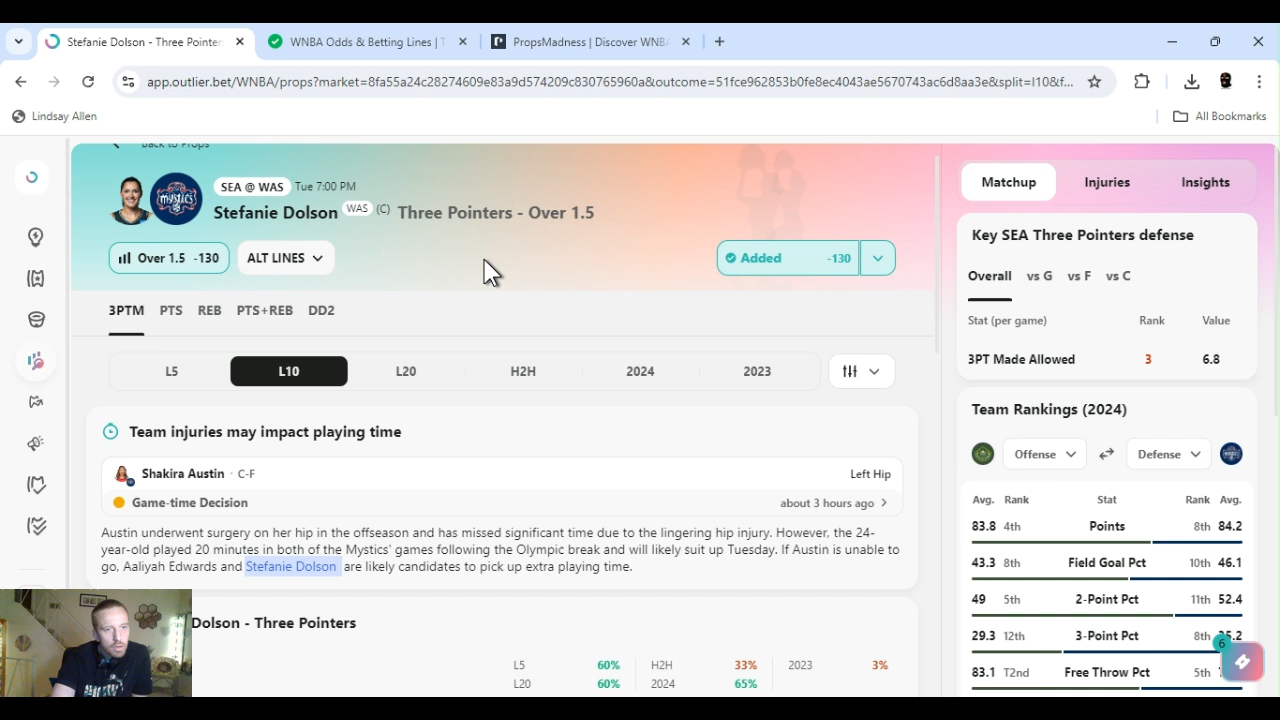 Stefanie Dolson - Three Pointer
WNBA Odds & Betting Lines | T
PropsMadness | Discover WNB
app.outlier.bet/WNBA/props?market=8fa55a24c28274609e83a9d574209c830765960a&outcome=51fce962853b0fe8ec4043ae5670743ac6d8aa3e&split=l10&f...
Lindsay Allen
All Bookmarks
Back to Props
SEA @ WAS Tue 7:00 PM
Stefanie Dolson WAS (C) Three Pointers - Over 1.5
Over 1.5 -130 ALT LINES
Added -130
3PTM PTS REB PTS+REB DD2
L5 L10 L20 H2H 2024 2023
Team injuries may impact playing time
Shakira Austin · C-F Left Hip
Game-time Decision about 3 hours ago
Austin underwent surgery on her hip in the offseason and has missed significant time due to the lingering hip injury. However, the 24-
year-old played 20 minutes in both of the Mystics' games following the Olympic break and will likely suit up Tuesday. If Austin is unable to
go, Aaliyah Edwards and Stefanie Dolson are likely candidates to pick up extra playing time.
Dolson - Three Pointers
L5 60% H2H 33% 2023 3%
L20 60% 2024 65%
Matchup Injuries Insights
Key SEA Three Pointers defense
Overall vs G vs F vs C
Stat (per game) Rank Value
3PT Made Allowed 3 6.8
Team Rankings (2024)
Offense Defense
Avg. Rank Stat Rank Avg.
83.8 4th Points 8th 84.2
43.3 8th Field Goal Pct 10th 46.1
49 5th 2-Point Pct 11th 52.4
29.3 12th 3-Point Pct 8th
6
83.1 T2nd Free Throw Pct 5th